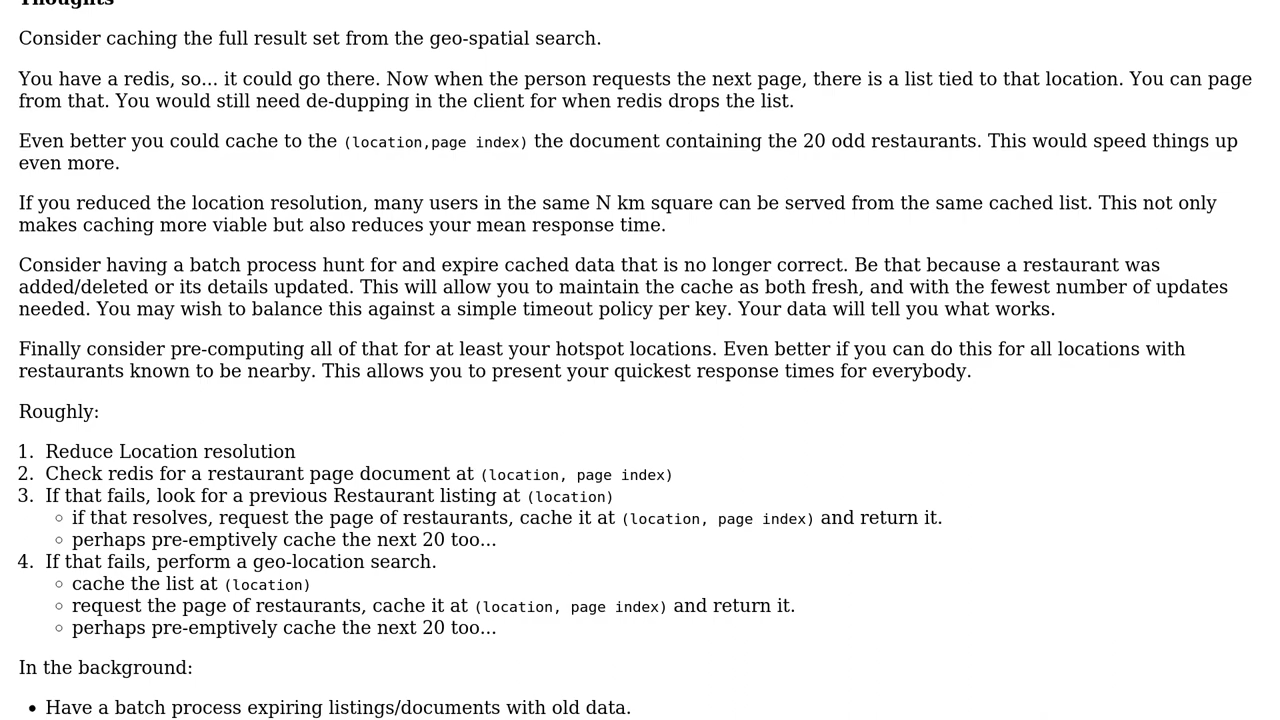 Thoughts
Consider caching the full result set from the geo-spatial search.
You have a redis, so... it could go there. Now when the person requests the next page, there is a list tied to that location. You can page
from that. You would still need de-dupping in the client for when redis drops the list.
Even better you could cache to the (location,page index) the document containing the 20 odd restaurants. This would speed things up
even more.
If you reduced the location resolution, many users in the same N km square can be served from the same cached list. This not only
makes caching more viable but also reduces your mean response time.
Consider having a batch process hunt for and expire cached data that is no longer correct. Be that because a restaurant was
added/deleted or its details updated. This will allow you to maintain the cache as both fresh, and with the fewest number of updates
needed. You may wish to balance this against a simple timeout policy per key. Your data will tell you what works.
Finally consider pre-computing all of that for at least your hotspot locations. Even better if you can do this for all locations with
restaurants known to be nearby. This allows you to present your quickest response times for everybody.
Roughly:
1. Reduce Location resolution
2. Check redis for a restaurant page document at (location, page index)
3. If that fails, look for a previous Restaurant listing at (location)
◦ if that resolves, request the page of restaurants, cache it at (location, page index) and return it.
◦ perhaps pre-emptively cache the next 20 too...
4. If that fails, perform a geo-location search.
◦ cache the list at (location)
◦ request the page of restaurants, cache it at (location, page index) and return it.
◦ perhaps pre-emptively cache the next 20 too...
In the background:
• Have a batch process expiring listings/documents with old data.